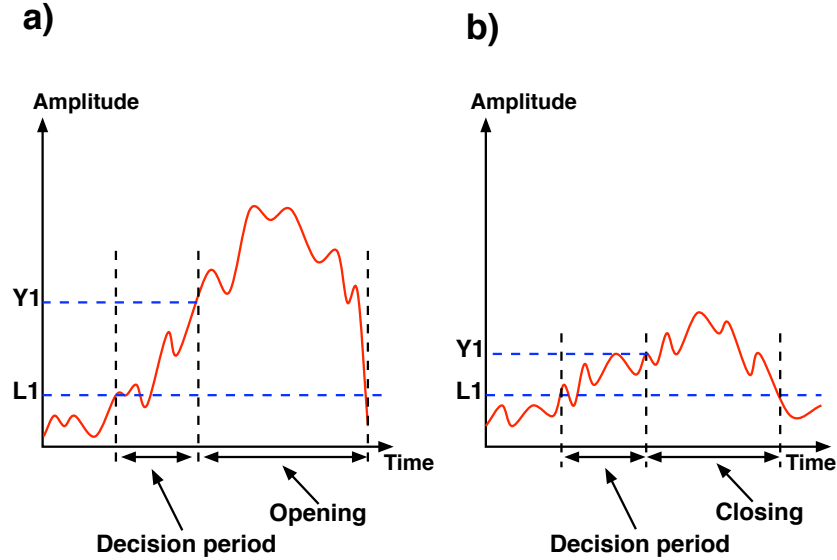 a)
Amplitude
Y1
L1
Time
Opening
Decision period
b)
Amplitude
Y1
L1
Time
Closing
Decision period